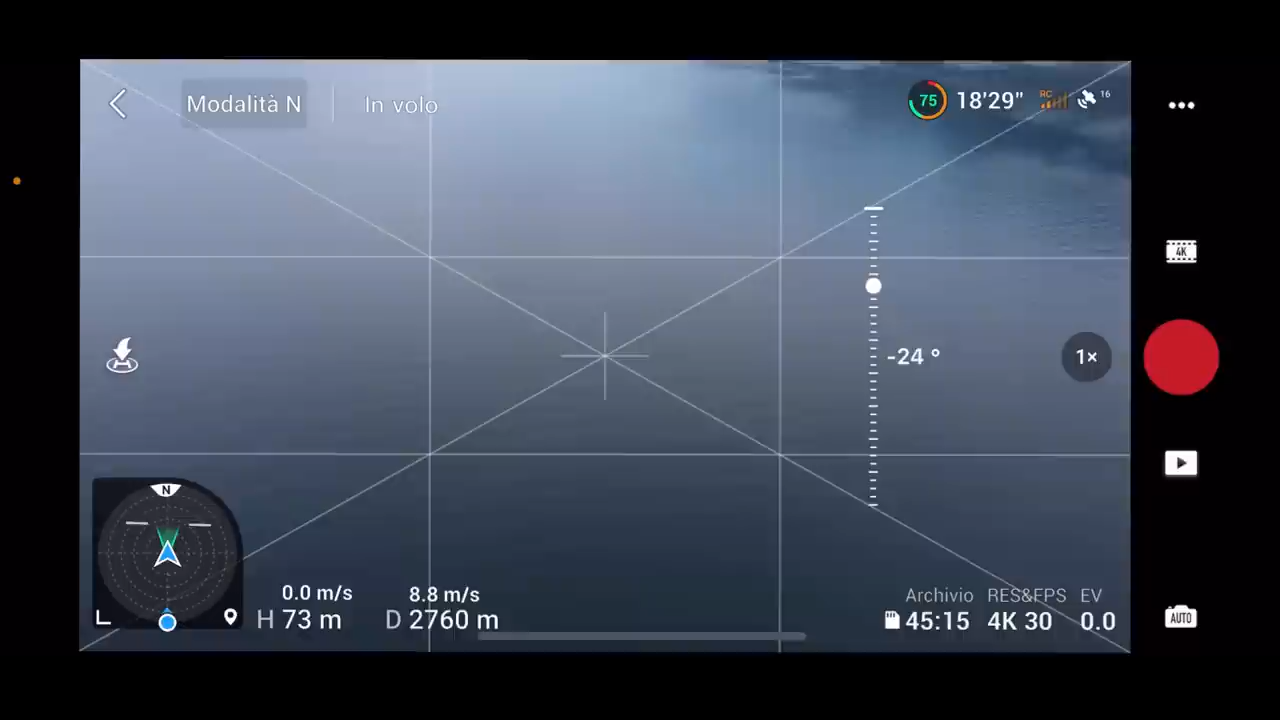 Modalità N
In volo
75
18'29"
RC
16
4K
-24 °
1×
N
0.0 m/s
8.8 m/s
H 73 m
D 2760 m
L
Archivio
RES&FPS
EV
45:15
4K 30
0.0
AUTO